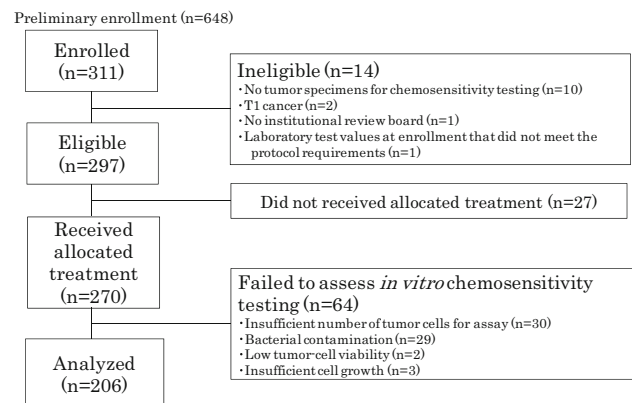 Preliminary enrollment (n=648)
Enrolled
(n=311)
Ineligible (n=14)
・No tumor specimens for chemosensitivity testing (n=10)
・T1 cancer (n=2)
・No institutional review board (n=1)
・Laboratory test values at enrollment that did not meet the
protocol requirements (n=1)
Eligible
(n=297)
Did not received allocated treatment (n=27)
Received
allocated
treatment
(n=270)
Failed to assess in vitro chemosensitivity
testing (n=64)
・Insufficient number of tumor cells for assay (n=30)
・Bacterial contamination (n=29)
・Low tumor-cell viability (n=2)
・Insufficient cell growth (n=3)
Analyzed
(n=206)